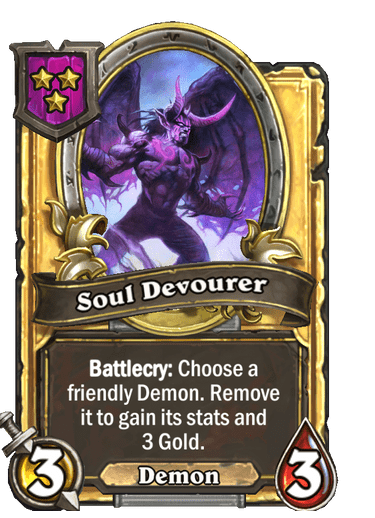 Soul Devourer
Battlecry: Choose a
friendly Demon. Remove
it to gain its stats and
3 Gold.
3
Demon
3